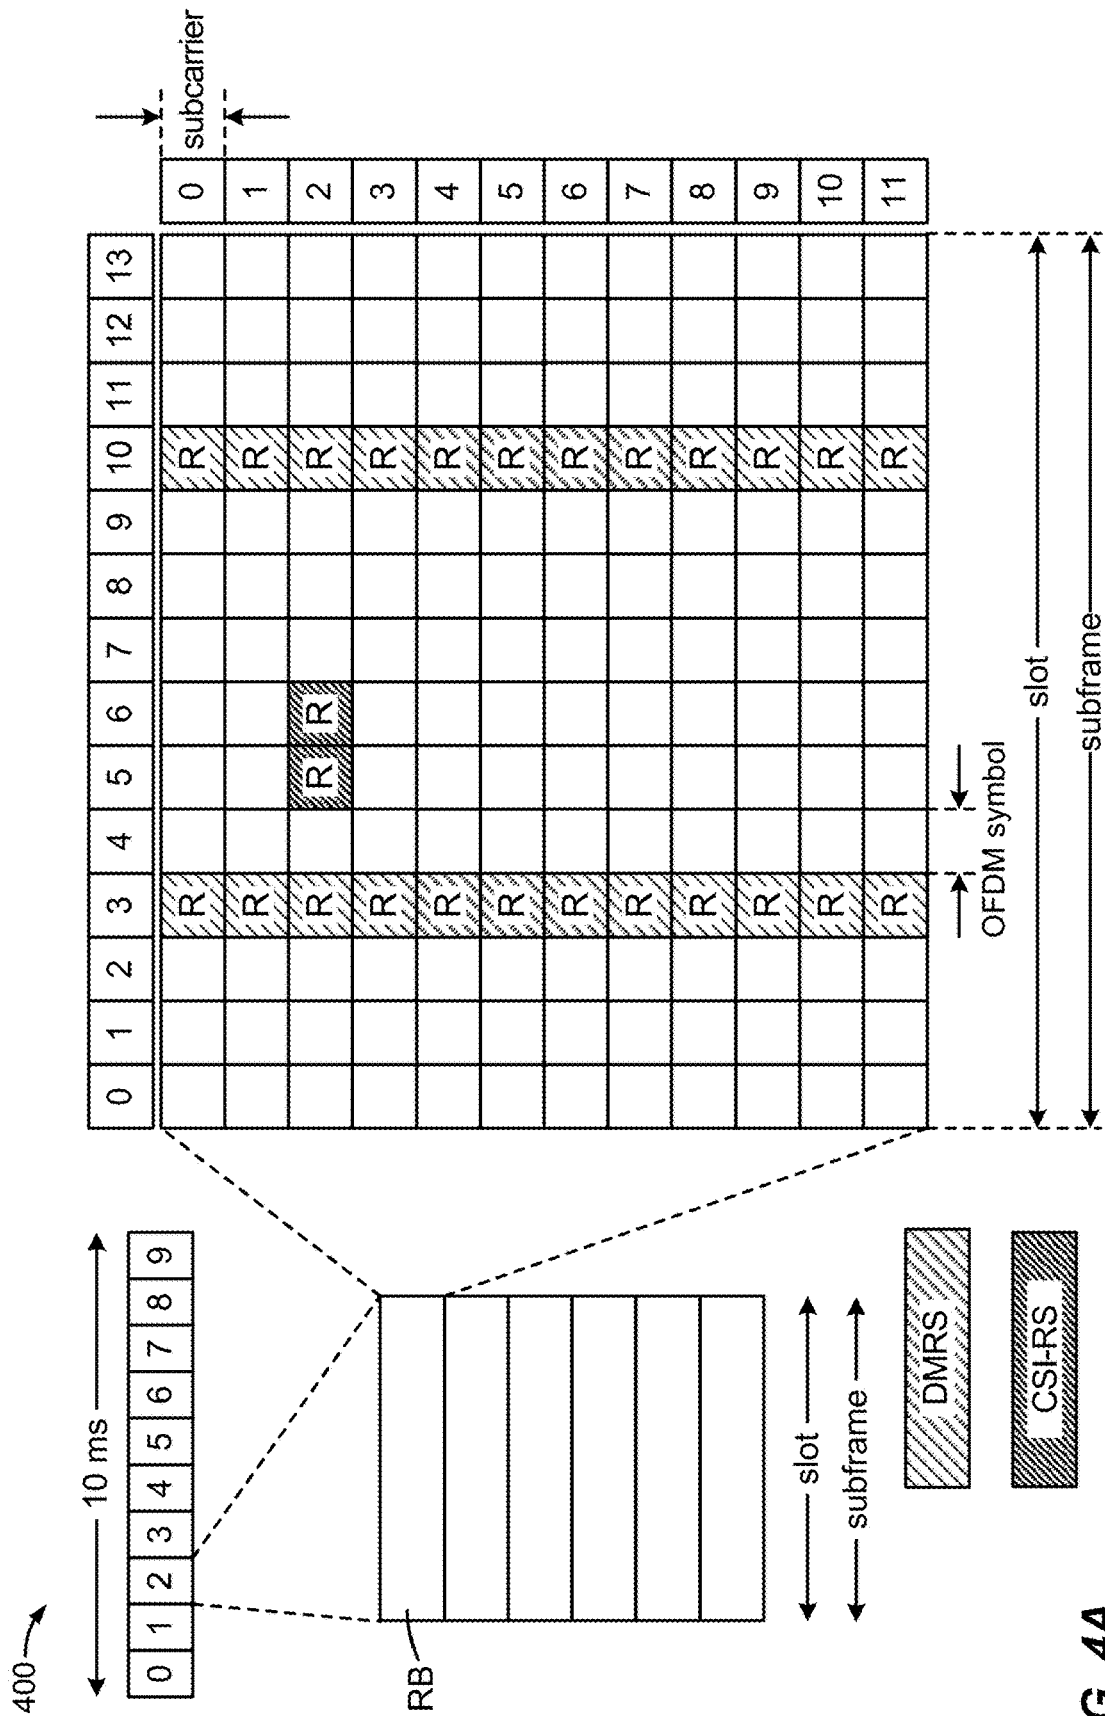 400
10 ms
0 1 2 3 4 5 6 7 8 9
RB
slot
subframe
DMRS
CSI-RS
0 1 2 3 4 5 6 7 8 9 10 11 12 13
subcarrier
R R 0
R R 1
R R R R 2
R R 3
R R 4
R R 5
R R 6
R R 7
R R 8
R R 9
R R 10
R R 11
OFDM symbol
slot
subframe
G. 4A